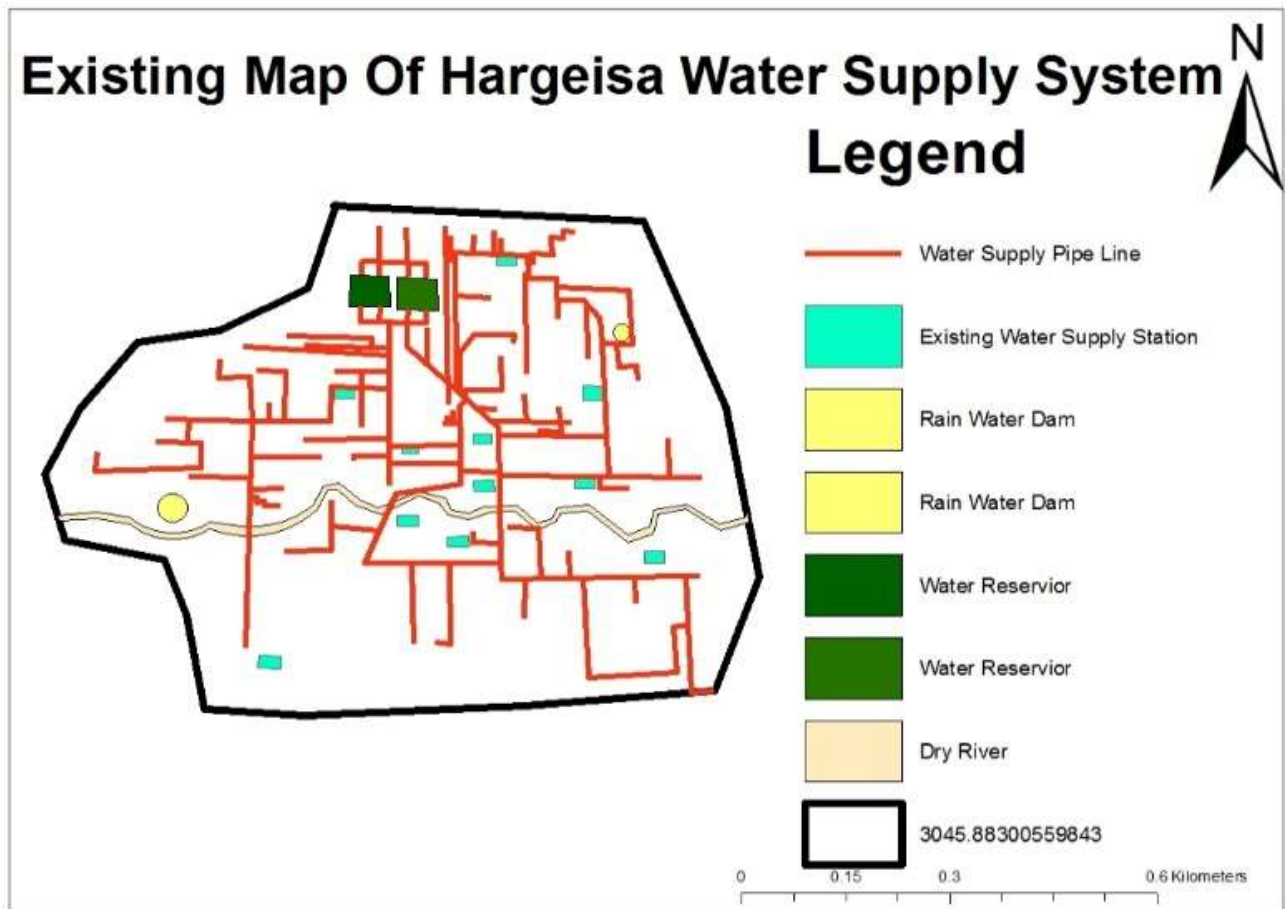 Existing Map Of Hargeisa Water Supply System
N
Legend
Water Supply Pipe Line
Existing Water Supply Station
Rain Water Dam
Rain Water Dam
Water Reservior
Water Reservior
Dry River
3045.88300559843
0 0.15 0.3 0.6 Kilometers